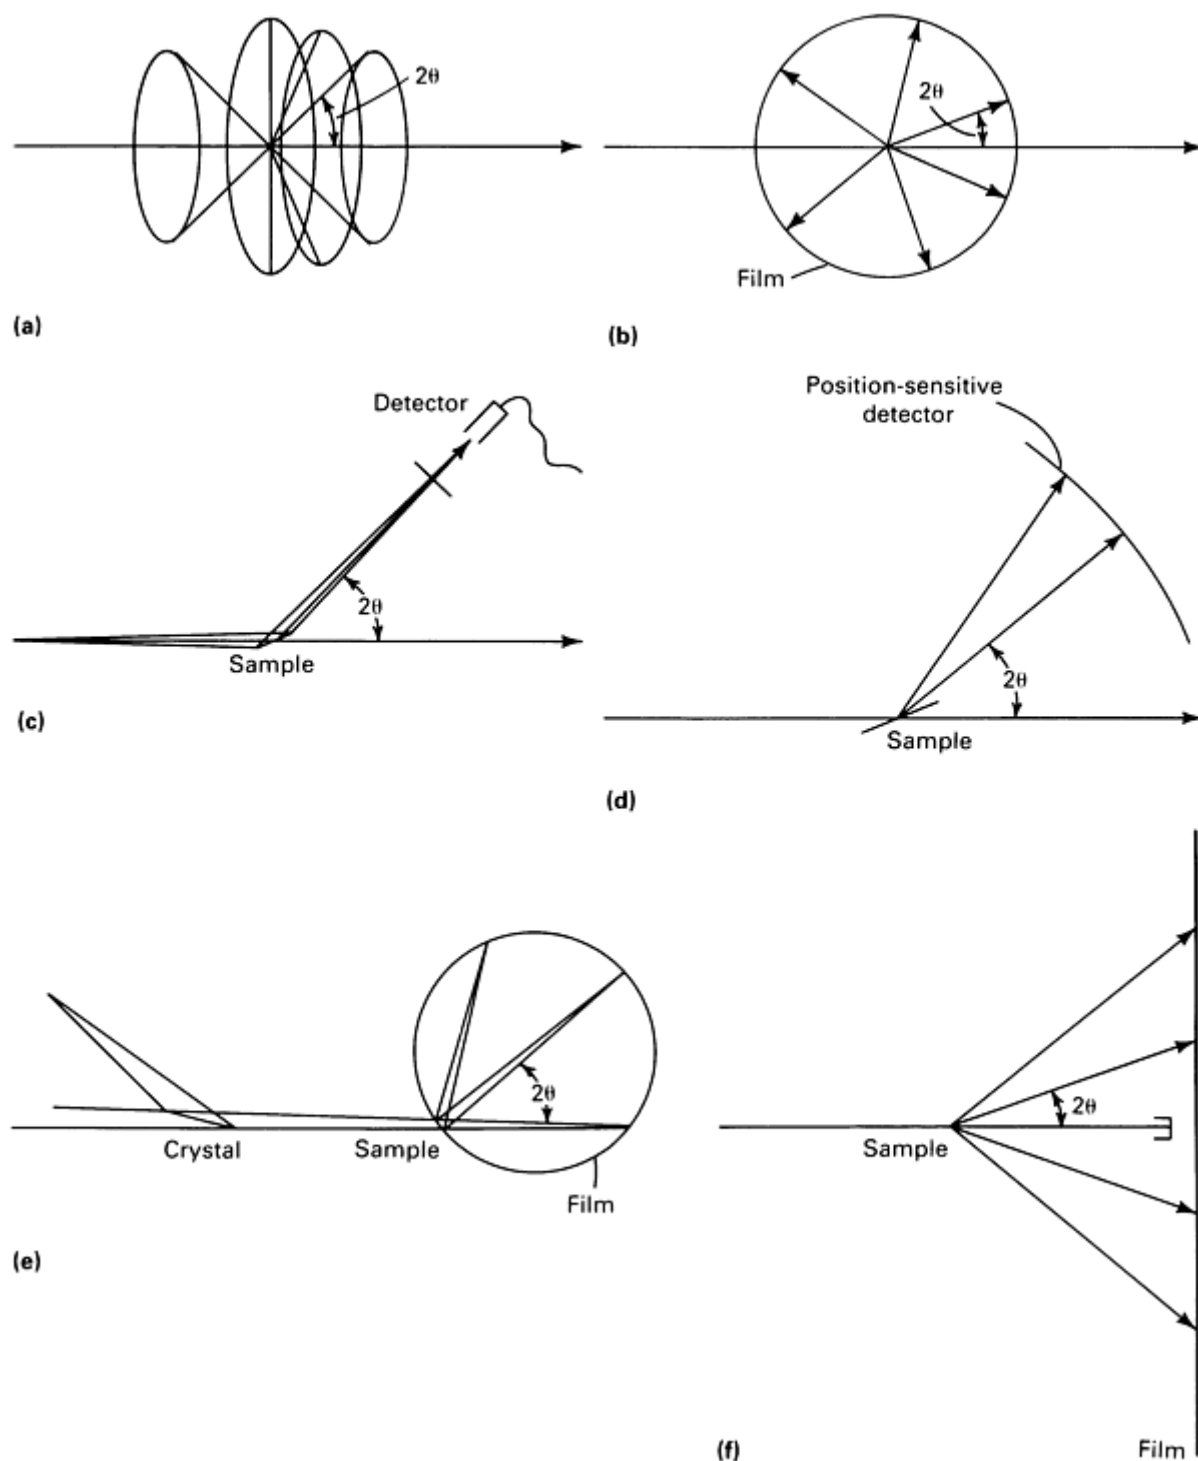 2θ
(a)
2θ
Film
(b)
Detector
2θ
Sample
(c)
Position-sensitive
detector
2θ
Sample
(d)
2θ
Crystal
Sample
Film
(e)
2θ
Sample
(f)
Film